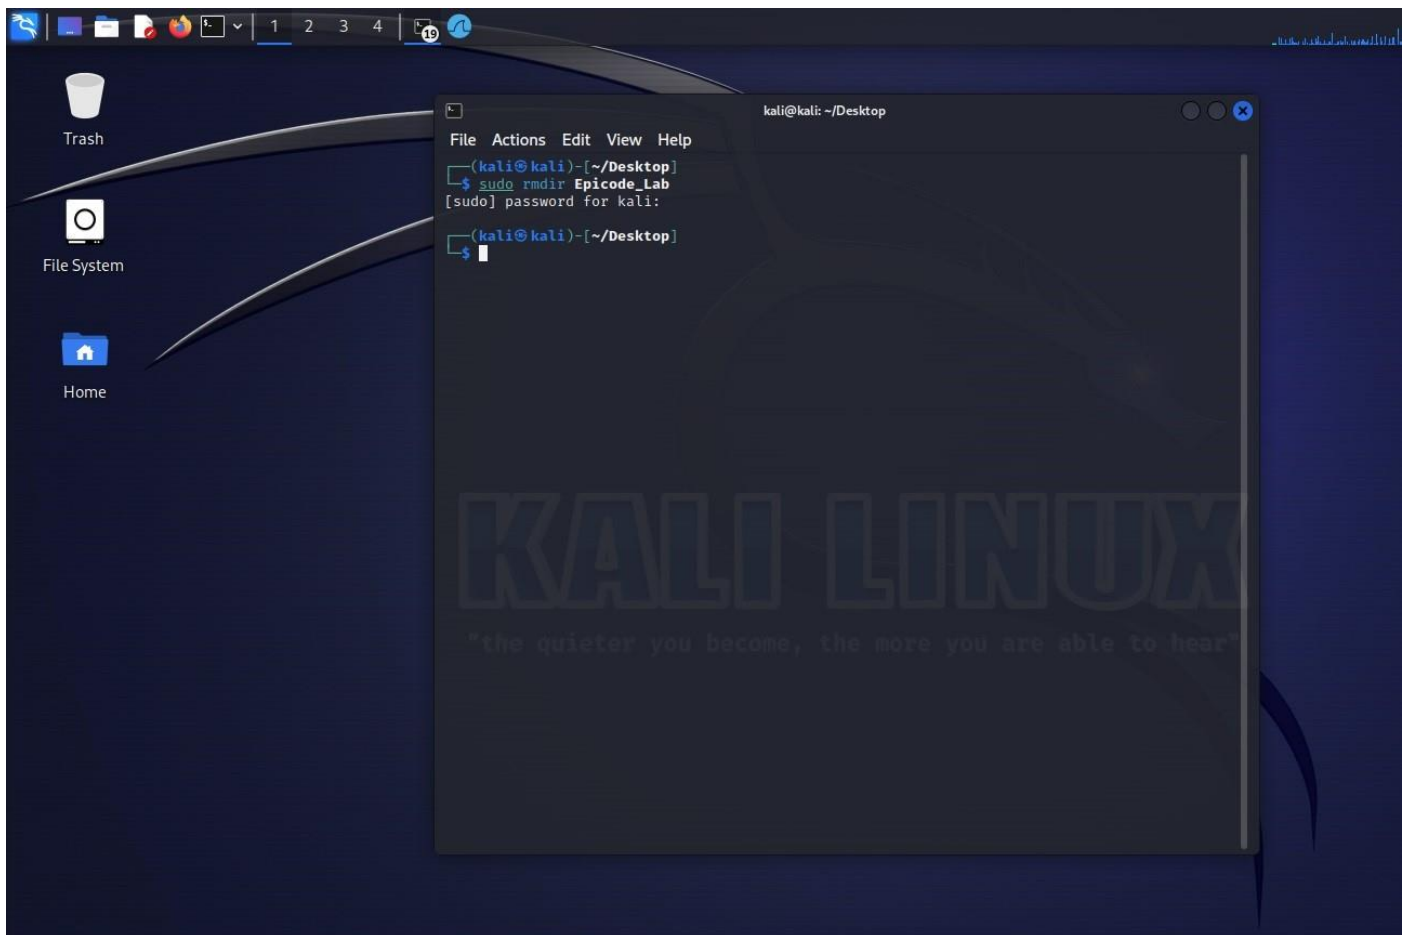 1 2 3 4 19
Trash
File System
Home
kali@kali: ~/Desktop
File Actions Edit View Help
┌──(kali㉿kali)-[~/Desktop]
└─$ sudo rmdir Epicode_Lab
[sudo] password for kali:
┌──(kali㉿kali)-[~/Desktop]
└─$
KALI LINUX
"the quieter you become, the more you are able to hear"